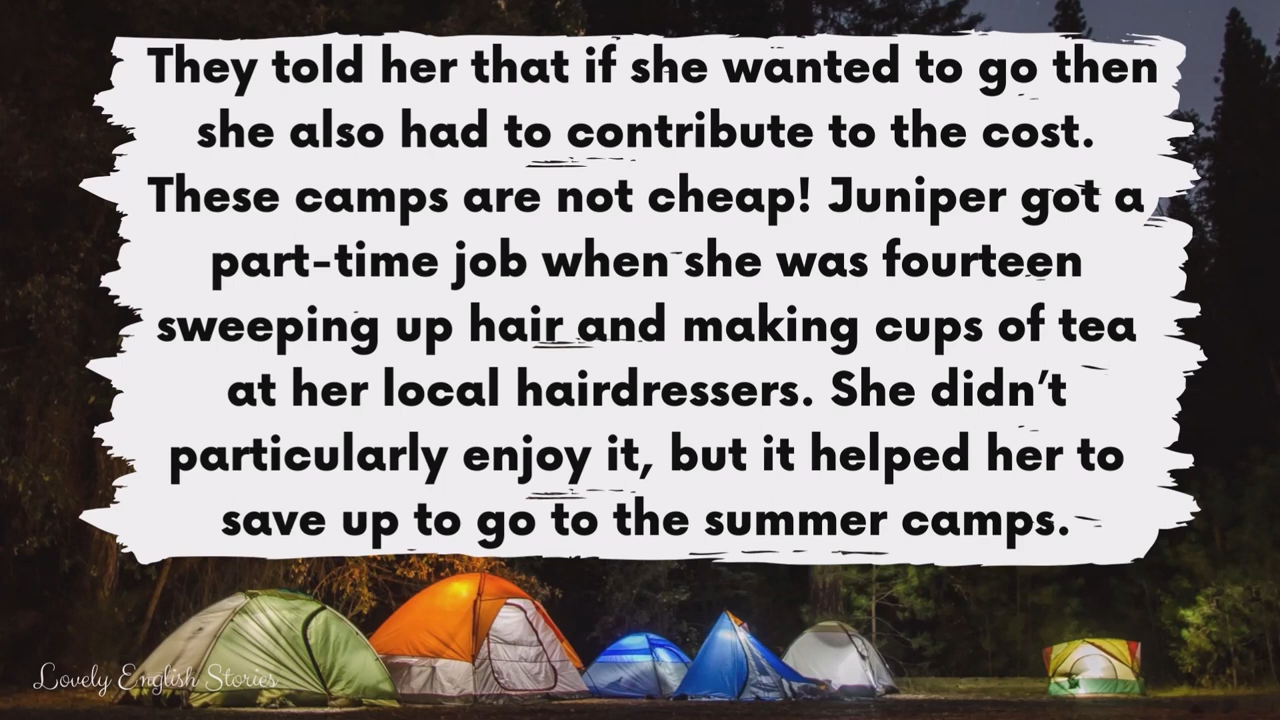 They told her that if she wanted to go then
she also had to contribute to the cost.
These camps are not cheap! Juniper got a
part-time job when she was fourteen
sweeping up hair and making cups of tea
at her local hairdressers. She didn’t
particularly enjoy it, but it helped her to
save up to go to the summer camps.
Lovely English Stories